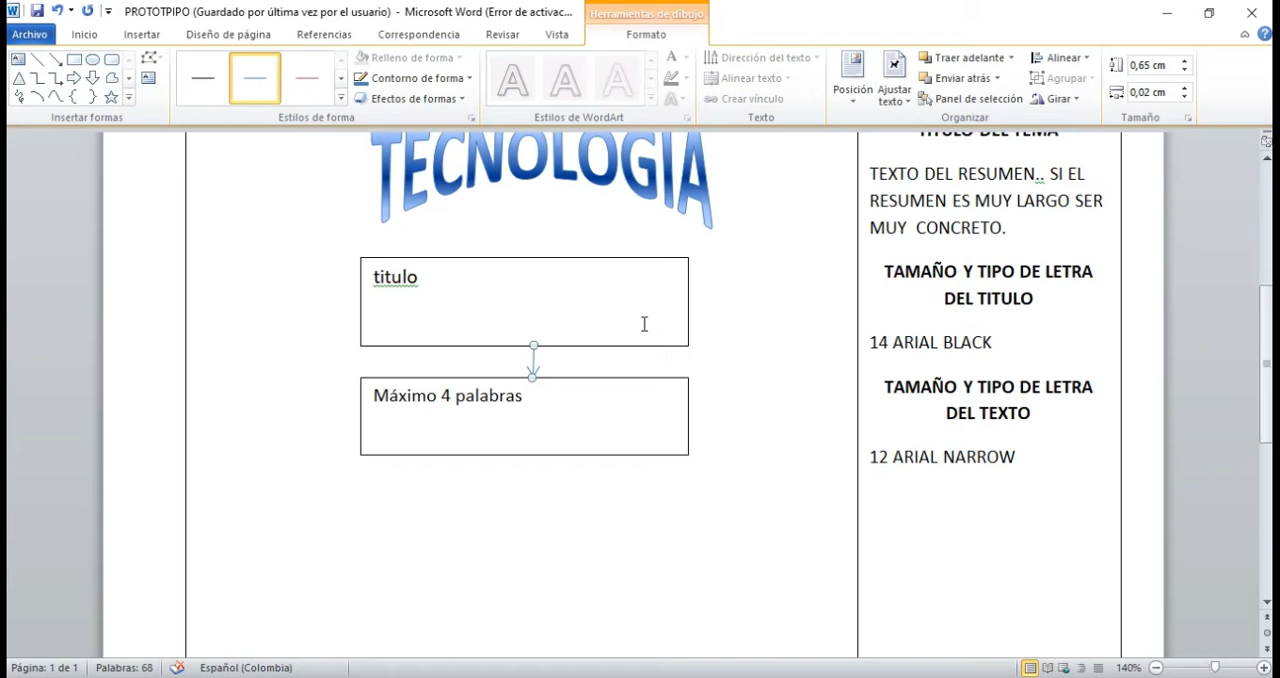 PROTOTPIPO (Guardado por última vez por el usuario) - Microsoft Word (Error de activac...
Herramientas de dibujo
Archivo Inicio Insertar Diseño de página Referencias Correspondencia Revisar Vista Formato
Relleno de forma
Contorno de forma
Efectos de formas
Dirección del texto
Alinear texto
Crear vínculo
Posición
Ajustar texto
Traer adelante
Enviar atrás
Panel de selección
Alinear
Agrupar
Girar
0,65 cm
0,02 cm
Insertar formas Estilos de forma Estilos de WordArt Texto Organizar Tamaño
TECNOLOGIA
titulo
Máximo 4 palabras
TITULO DEL TEMA
TEXTO DEL RESUMEN.. SI EL
RESUMEN ES MUY LARGO SER
MUY CONCRETO.
TAMAÑO Y TIPO DE LETRA
DEL TITULO
14 ARIAL BLACK
TAMAÑO Y TIPO DE LETRA
DEL TEXTO
12 ARIAL NARROW
Página: 1 de 1 Palabras: 68 Español (Colombia) 140%